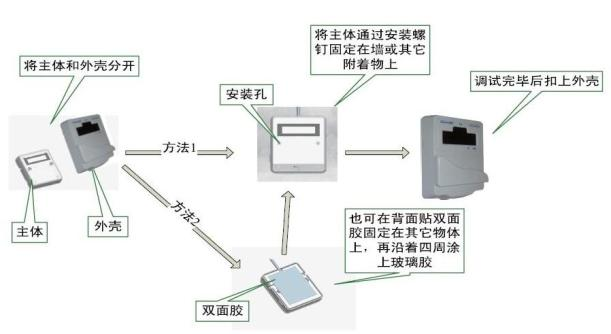 将主体和外壳分开
将主体通过安装螺
钉固定在墙或其它
附着物上
安装孔
调试完毕后扣上外壳
方法1
主体
外壳
方法2
也可在背面贴双面
胶固定在其它物体
上，再沿着四周涂
上玻璃胶
双面胶